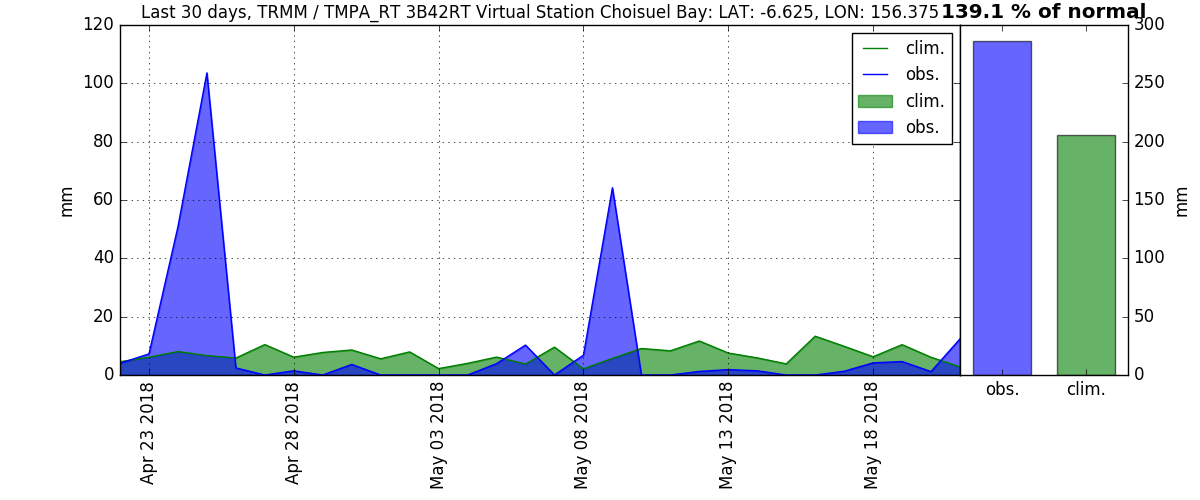 Last 30 days, TRMM / TMPA_RT 3B42RT Virtual Station Choisuel Bay: LAT: -6.625, LON: 156.375
139.1 % of normal
120
100
80
60
40
20
0
mm
clim.
obs.
clim.
obs.
Apr 23 2018
Apr 28 2018
May 03 2018
May 08 2018
May 13 2018
May 18 2018
300
250
200
150
100
50
0
mm
obs.
clim.